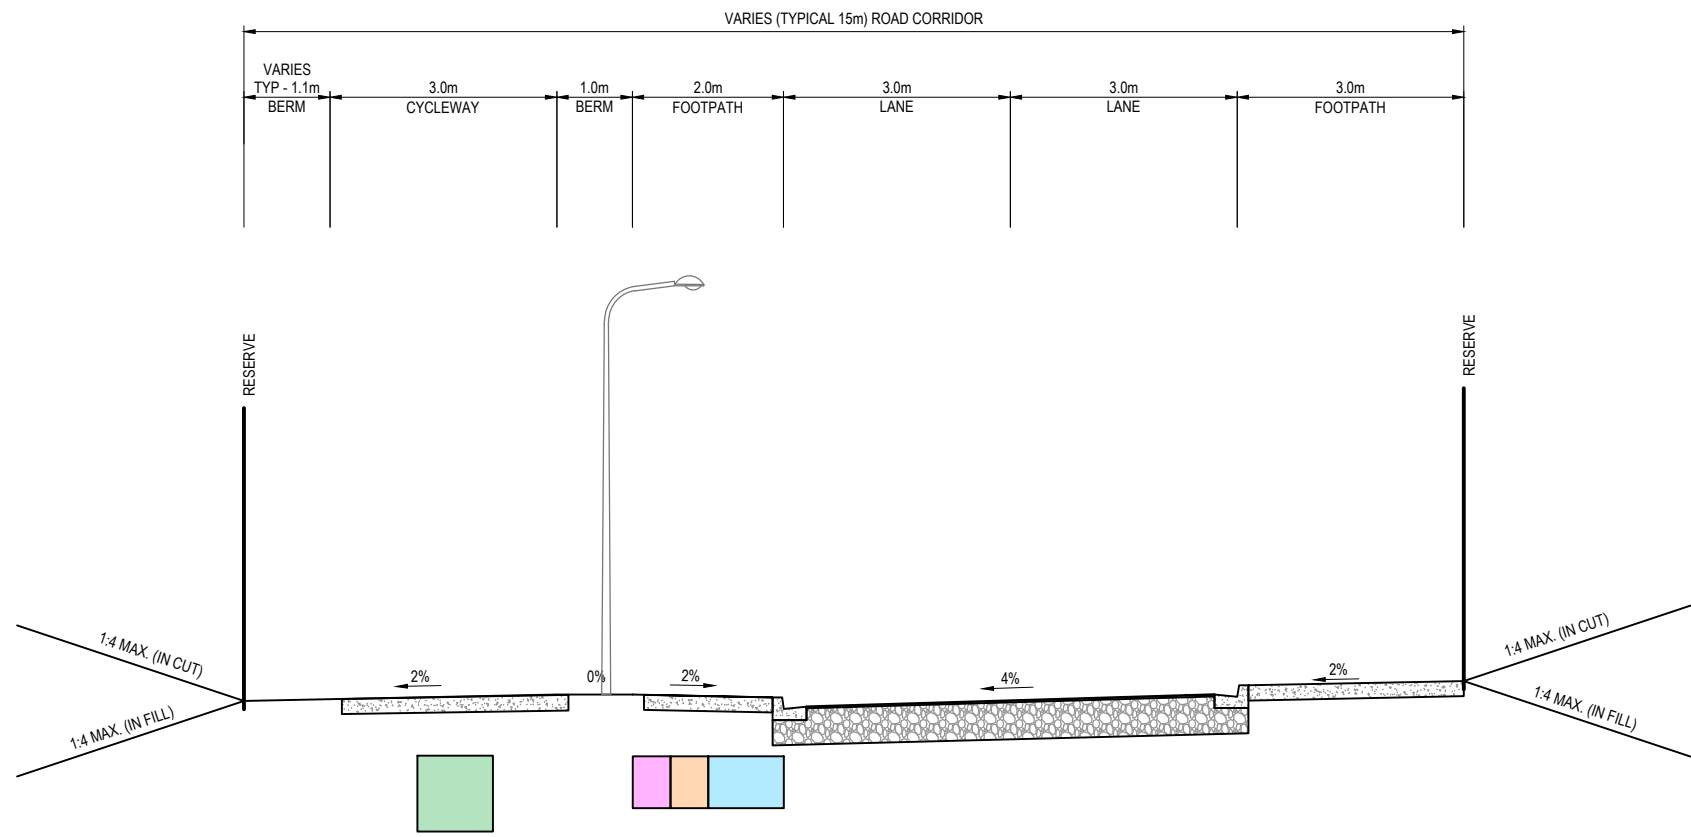 VARIES (TYPICAL 15m) ROAD CORRIDOR
VARIES
TYP - 1.1m
BERM
3.0m
CYCLEWAY
1.0m
BERM
2.0m
FOOTPATH
3.0m
LANE
3.0m
LANE
3.0m
FOOTPATH
RESERVE
RESERVE
1:4 MAX. (IN CUT)
1:4 MAX. (IN FILL)
2%
0%
2%
4%
2%
1:4 MAX. (IN CUT)
1:4 MAX. (IN FILL)